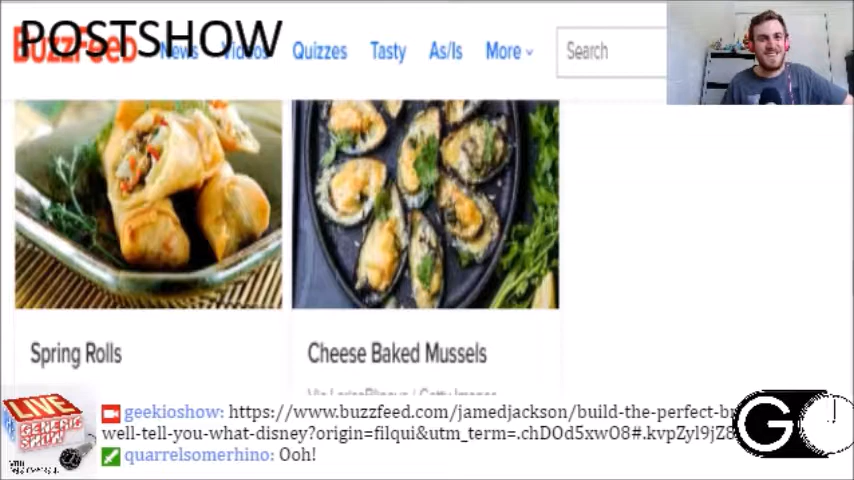 POSTSHOW
BuzzFeed News Videos Quizzes Tasty As/Is More Search
Spring Rolls Cheese Baked Mussels
geekioshow: https://www.buzzfeed.com/jamedjackson/build-the-perfect-b
well-tell-you-what-disney?origin=filqui&utm_term=.chDOd5xwO8#.kvpZyl9jZ
quarrelsomerhino: Ooh!
LIVE
GENERIC
SHOW
G